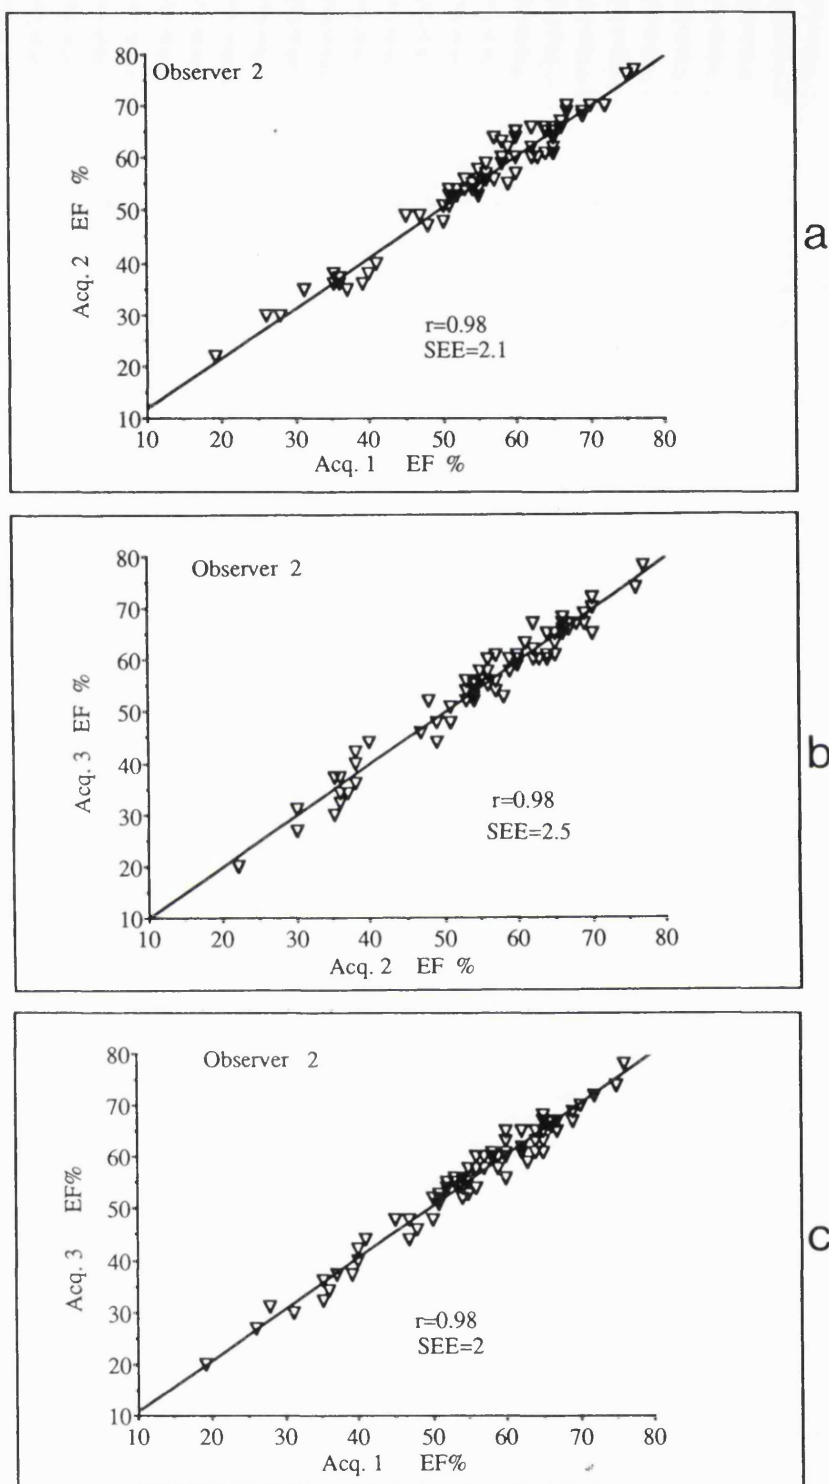 80
Observer 2
70
60
50
40
30
20
10
Acq. 2 EF %
r=0.98
SEE=2.1
10 20 30 40 50 60 70 80
Acq. 1 EF %
a
80
Observer 2
70
60
50
40
30
20
10
Acq. 3 EF %
r=0.98
SEE=2.5
10 20 30 40 50 60 70 80
Acq. 2 EF %
b
80
Observer 2
70
60
50
40
30
20
10
Acq. 3 EF%
r=0.98
SEE=2
10 20 30 40 50 60 70 80
Acq. 1 EF%
c